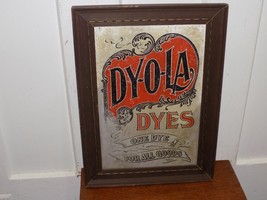 DY-O-LA
DYES
ONE DYE
FOR ALL GOODS